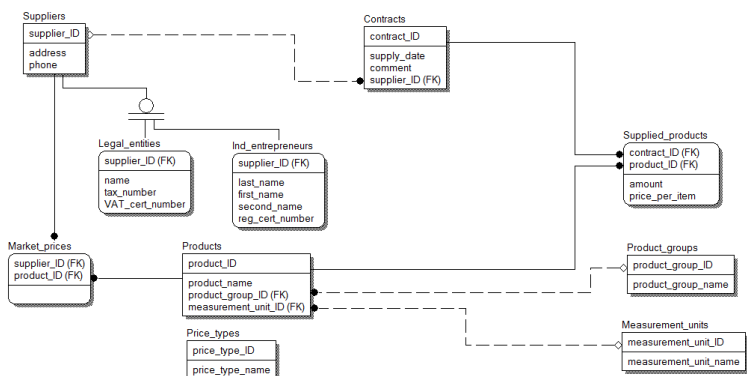 Suppliers
supplier_ID
address
phone
Contracts
contract_ID
supply_date
comment
supplier_ID (FK)
Legal_entities
supplier_ID (FK)
name
tax_number
VAT_cert_number
Ind_entrepreneurs
supplier_ID (FK)
last_name
first_name
second_name
reg_cert_number
Supplied_products
contract_ID (FK)
product_ID (FK)
amount
price_per_item
Market_prices
supplier_ID (FK)
product_ID (FK)
Products
product_ID
product_name
product_group_ID (FK)
measurement_unit_ID (FK)
Product_groups
product_group_ID
product_group_name
Price_types
price_type_ID
price_type_name
Measurement_units
measurement_unit_ID
measurement_unit_name